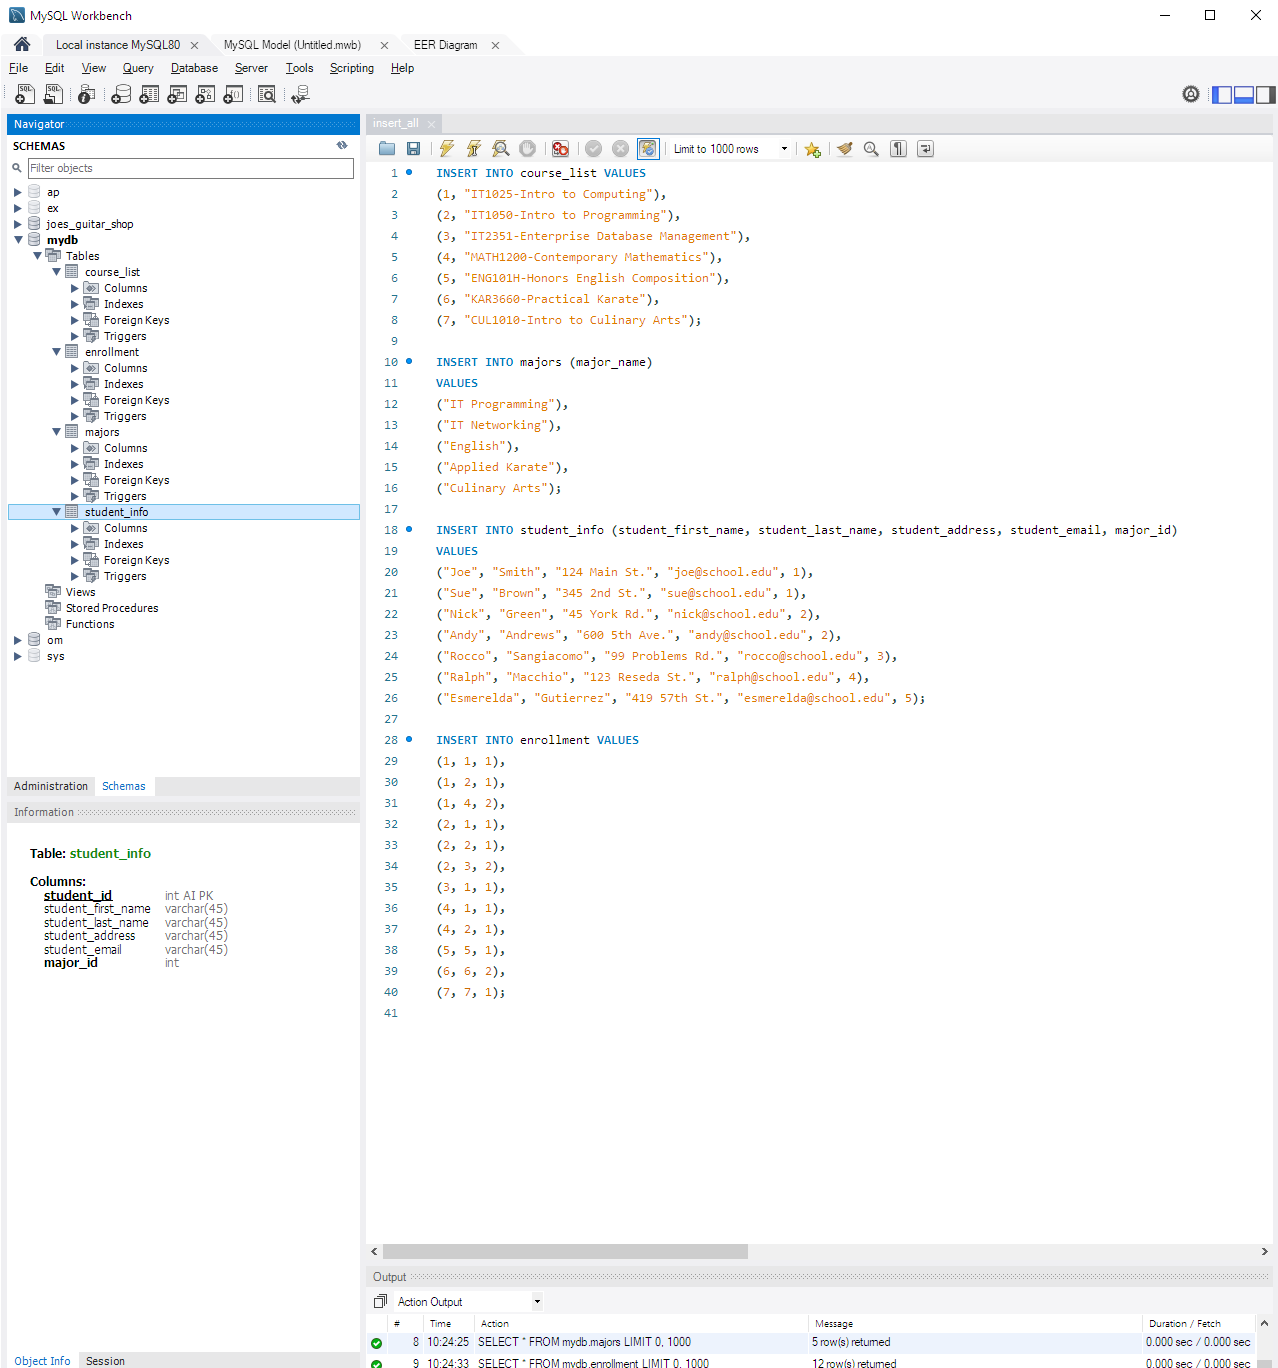 MySQL Workbench
Local instance MySQL80
MySQL Model (Untitled.mwb)
EER Diagram
File Edit View Query Database Server Tools Scripting Help
Navigator
SCHEMAS
Filter objects
ap
ex
joes_guitar_shop
mydb
Tables
course_list
Columns
Indexes
Foreign Keys
Triggers
enrollment
Columns
Indexes
Foreign Keys
Triggers
majors
Columns
Indexes
Foreign Keys
Triggers
student_info
Columns
Indexes
Foreign Keys
Triggers
Views
Stored Procedures
Functions
om
sys
Administration Schemas
Information
Table: student_info
Columns:
student_id int AI PK
student_first_name varchar(45)
student_last_name varchar(45)
student_address varchar(45)
student_email varchar(45)
major_id int
Object Info Session
insert_all
Limit to 1000 rows
1 INSERT INTO course_list VALUES
2 (1, "IT1025-Intro to Computing"),
3 (2, "IT1050-Intro to Programming"),
4 (3, "IT2351-Enterprise Database Management"),
5 (4, "MATH1200-Contemporary Mathematics"),
6 (5, "ENG101H-Honors English Composition"),
7 (6, "KAR3660-Practical Karate"),
8 (7, "CUL1010-Intro to Culinary Arts");
9
10 INSERT INTO majors (major_name)
11 VALUES
12 ("IT Programming"),
13 ("IT Networking"),
14 ("English"),
15 ("Applied Karate"),
16 ("Culinary Arts");
17
18 INSERT INTO student_info (student_first_name, student_last_name, student_address, student_email, major_id)
19 VALUES
20 ("Joe", "Smith", "124 Main St.", "joe@school.edu", 1),
21 ("Sue", "Brown", "345 2nd St.", "sue@school.edu", 1),
22 ("Nick", "Green", "45 York Rd.", "nick@school.edu", 2),
23 ("Andy", "Andrews", "600 5th Ave.", "andy@school.edu", 2),
24 ("Rocco", "Sangiacomo", "99 Problems Rd.", "rocco@school.edu", 3),
25 ("Ralph", "Macchio", "123 Reseda St.", "ralph@school.edu", 4),
26 ("Esmerelda", "Gutierrez", "419 57th St.", "esmerelda@school.edu", 5);
27
28 INSERT INTO enrollment VALUES
29 (1, 1, 1),
30 (1, 2, 1),
31 (1, 4, 2),
32 (2, 1, 1),
33 (2, 2, 1),
34 (2, 3, 2),
35 (3, 1, 1),
36 (4, 1, 1),
37 (4, 2, 1),
38 (5, 5, 1),
39 (6, 6, 2),
40 (7, 7, 1);
41
Output
Action Output
# Time Action Message Duration / Fetch
8 10:24:25 SELECT * FROM mydb.majors LIMIT 0, 1000 5 row(s) returned 0.000 sec / 0.000 sec
9 10:24:33 SELECT * FROM mydb.enrollment LIMIT 0, 1000 12 row(s) returned 0.000 sec / 0.000 sec